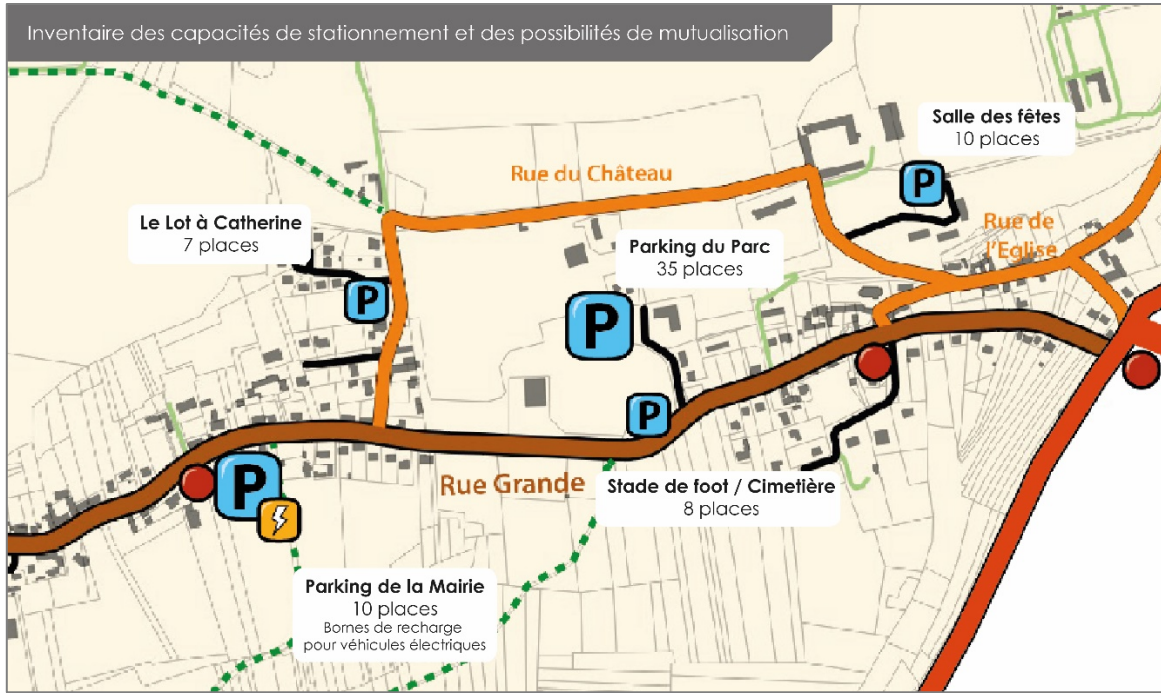 Inventaire des capacités de stationnement et des possibilités de mutualisation
Salle des fêtes
10 places
Rue du Château
Le Lot à Catherine
7 places
Parking du Parc
35 places
Rue de
l'Eglise
P
P
P
P
P
Rue Grande
Stade de foot / Cimetière
8 places
Parking de la Mairie
10 places
Bornes de recharge
pour véhicules électriques